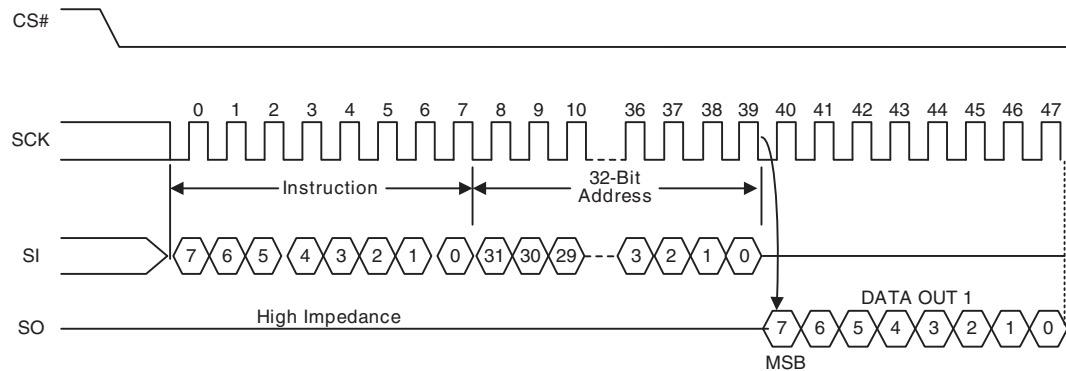 CS#
0 1 2 3 4 5 6 7 8 9 10 36 37 38 39 40 41 42 43 44 45 46 47
SCK
Instruction
32-Bit
Address
SI
7 6 5 4 3 2 1 0 31 30 29 3 2 1 0
DATA OUT 1
High Impedance
SO
7 6 5 4 3 2 1 0
MSB